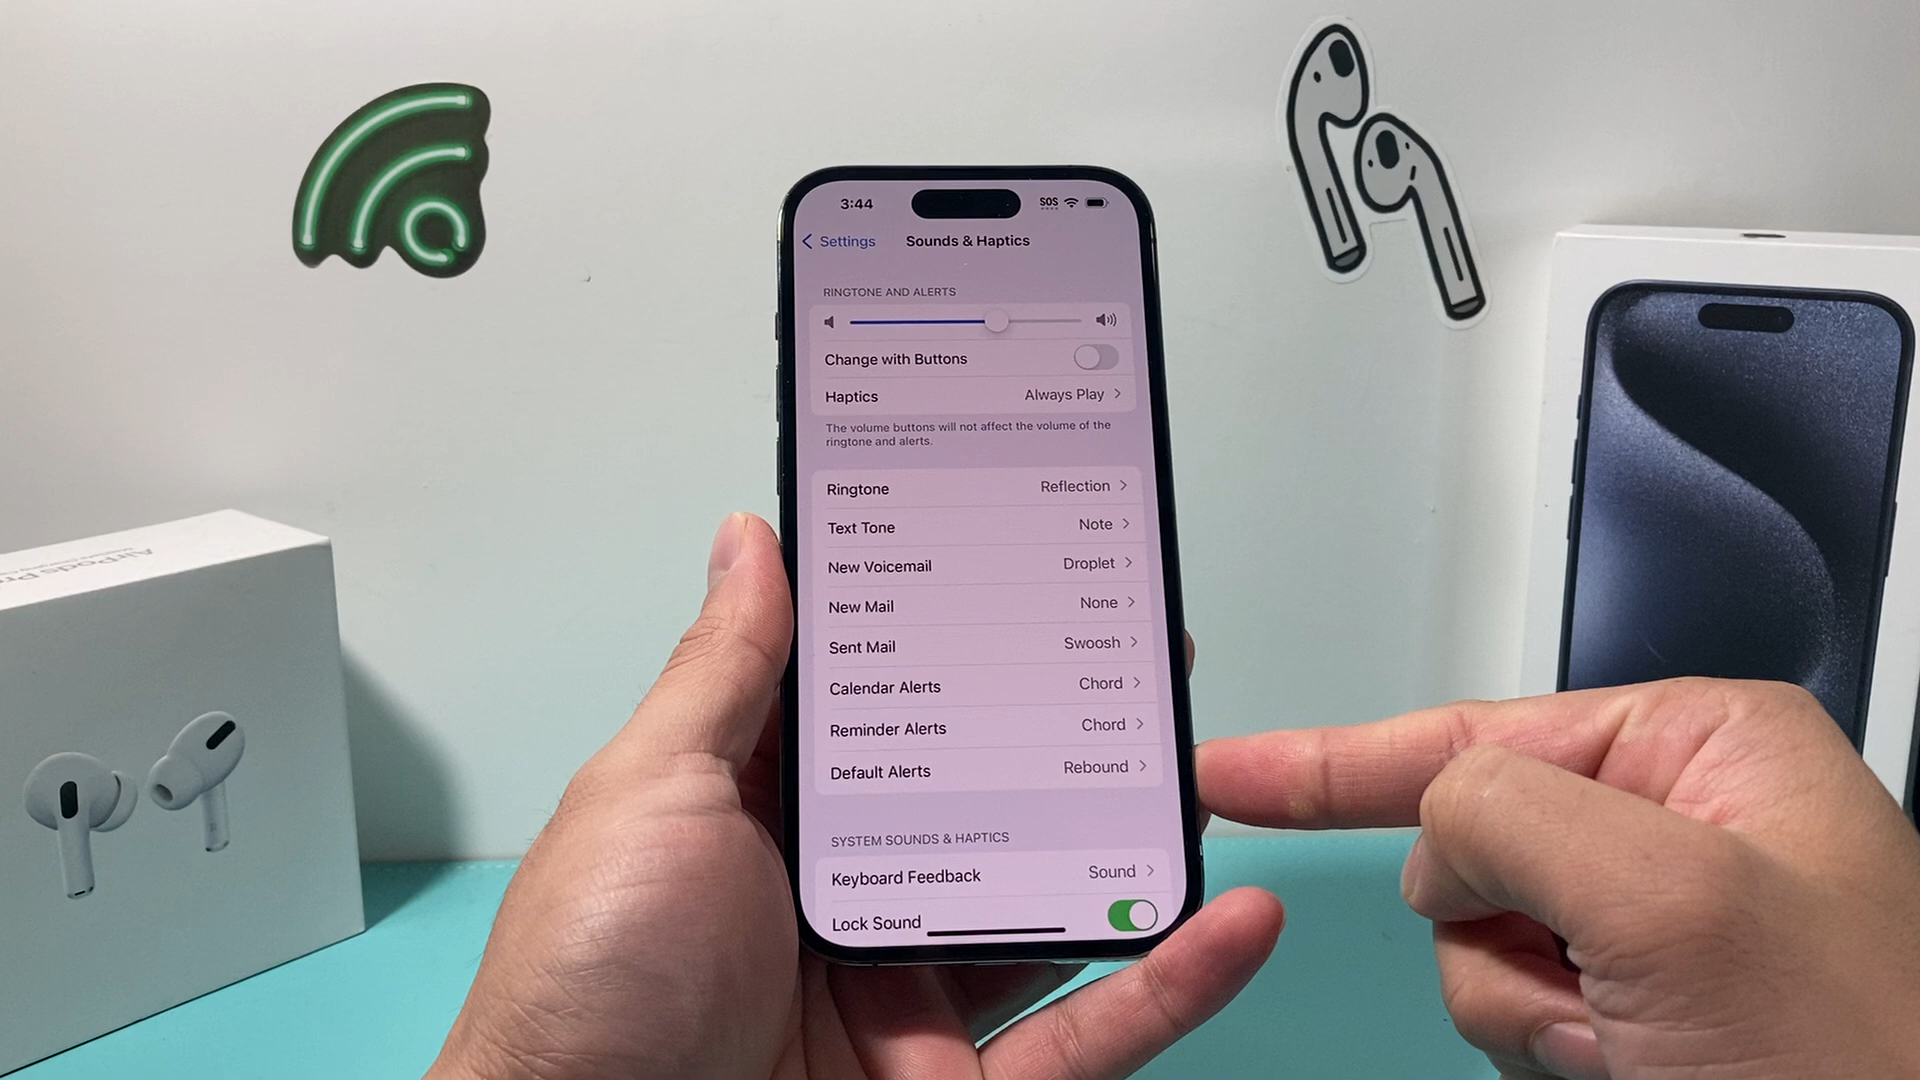 3:44
SOS
Settings
Sounds & Haptics
RINGTONE AND ALERTS
Change with Buttons
Haptics Always Play
The volume buttons will not affect the volume of the
ringtone and alerts.
Ringtone Reflection
Text Tone Note
New Voicemail Droplet
New Mail None
Sent Mail Swoosh
Calendar Alerts Chord
Reminder Alerts Chord
Default Alerts Rebound
SYSTEM SOUNDS & HAPTICS
Keyboard Feedback Sound
Lock Sound
AirPods Pro